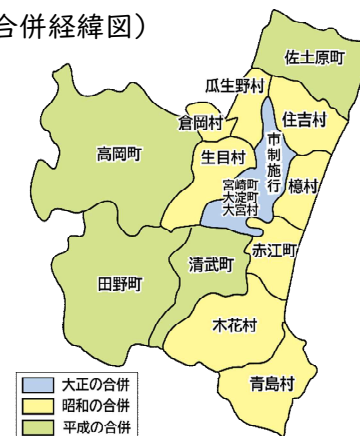 合併経緯図）
佐土原町
瓜生野村
住吉村
倉岡村
高岡町
生目村
市制施行
宮崎町
大淀町
大宮村
檍村
赤江町
清武町
田野町
木花村
青島村
大正の合併
昭和の合併
平成の合併